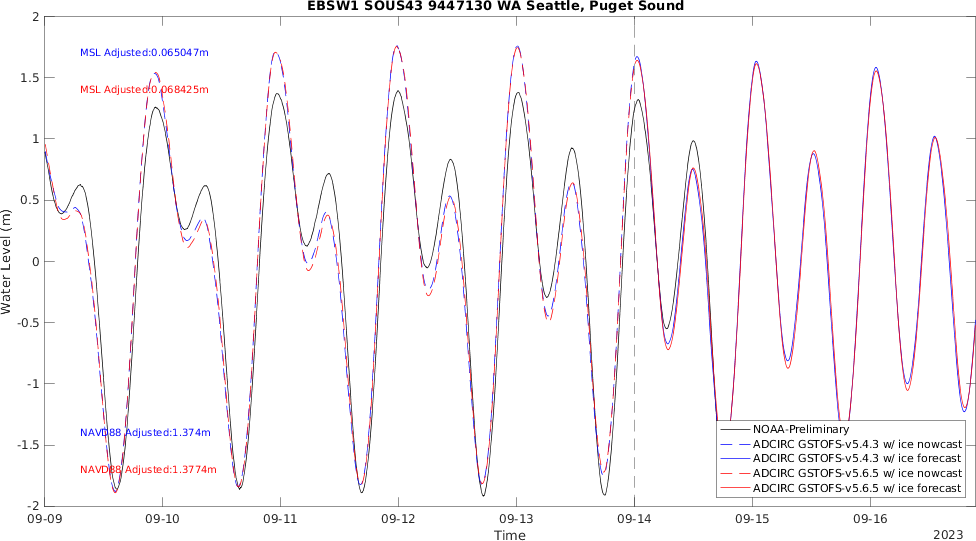 EBSW1 SOUS43 9447130 WA Seattle, Puget Sound
2
1.5
1
0.5
0
-0.5
-1
-1.5
-2
Water Level (m)
MSL Adjusted:0.065047m
MSL Adjusted:0.068425m
NAVD88 Adjusted:1.374m
NAVD88 Adjusted:1.3774m
NOAA-Preliminary
ADCIRC GSTOFS-v5.4.3 w/ ice nowcast
ADCIRC GSTOFS-v5.4.3 w/ ice forecast
ADCIRC GSTOFS-v5.6.5 w/ ice nowcast
ADCIRC GSTOFS-v5.6.5 w/ ice forecast
09-09 09-10 09-11 09-12 09-13 09-14 09-15 09-16
Time
2023